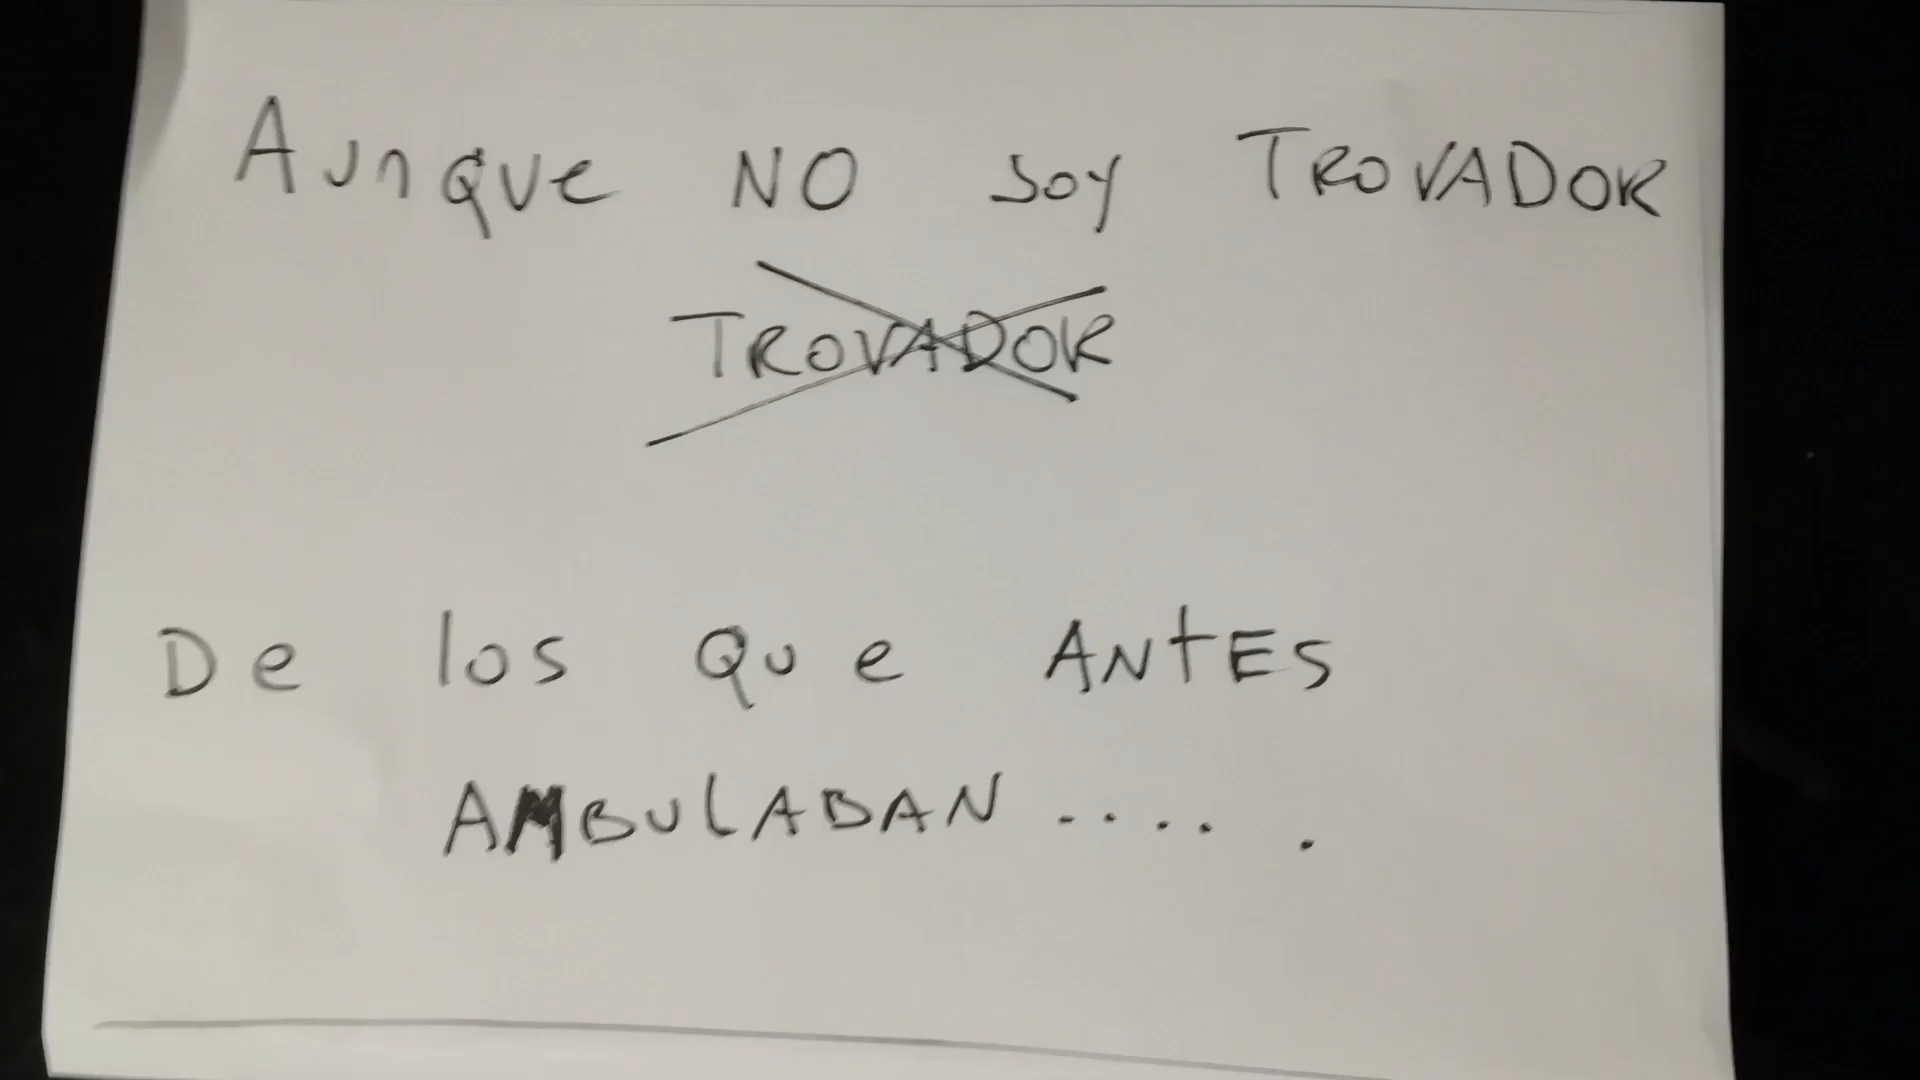 Aunque NO soy TROVADOR
TROVADOR
De los que ANtES
AMBULABAN ..... .